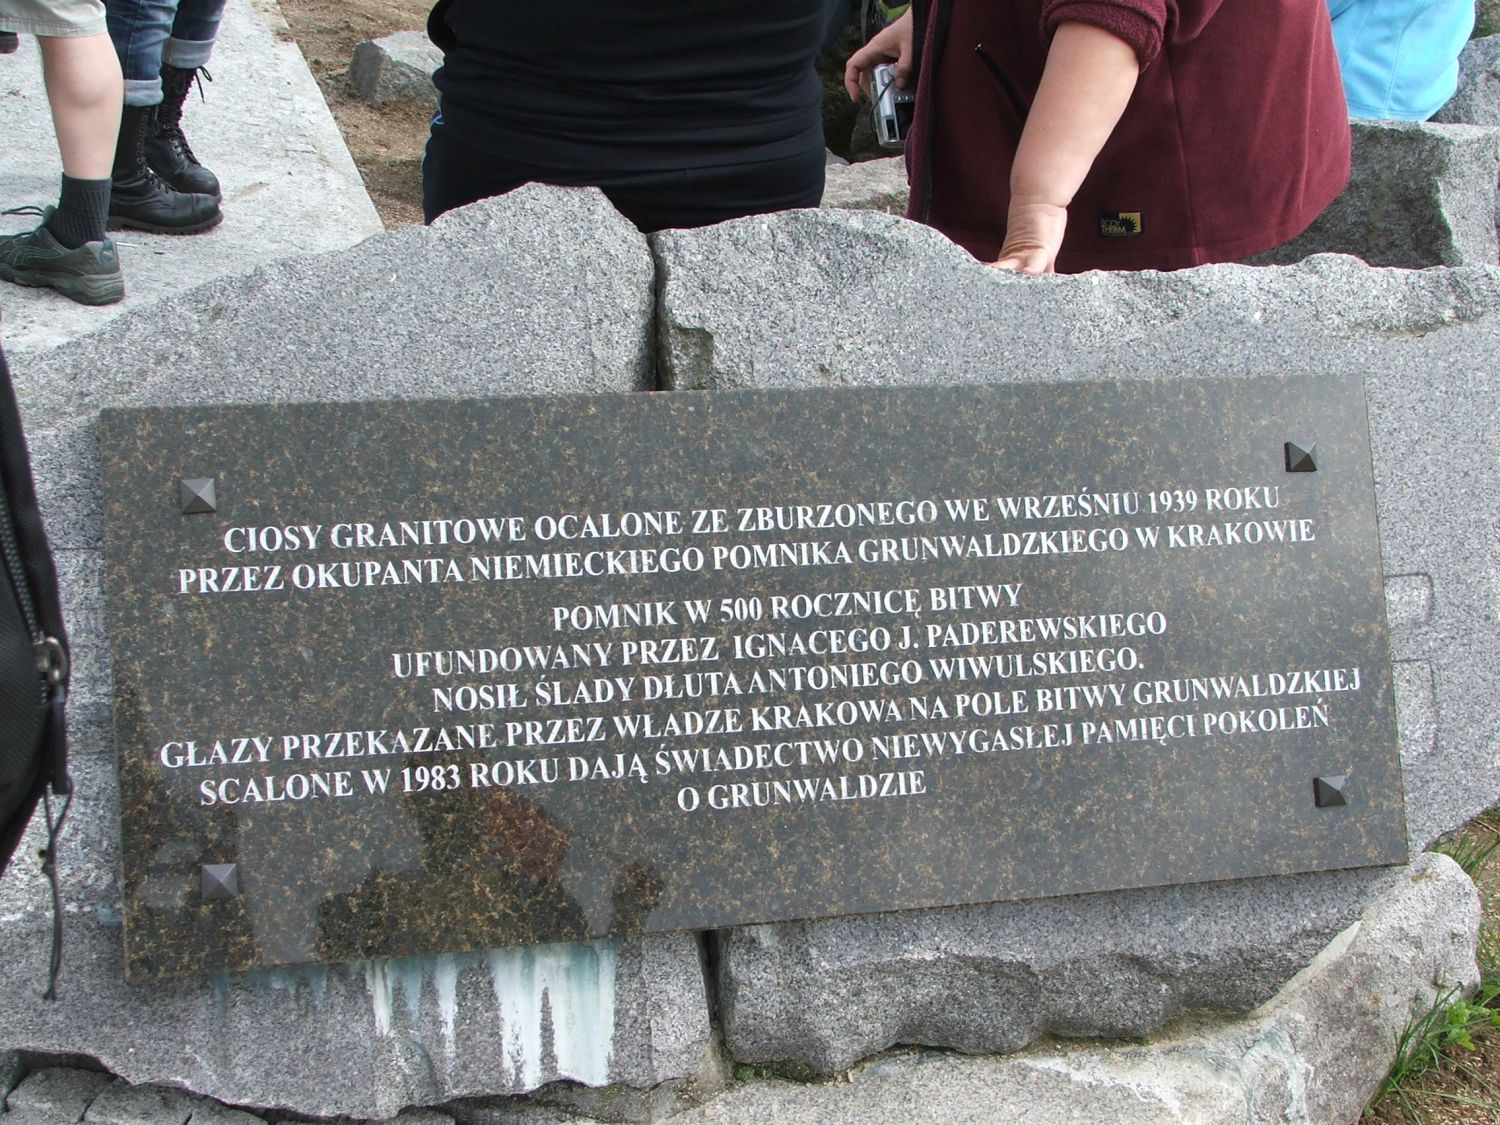 CIOSY GRANITOWE OCALONE ZE ZBURZONEGO WE WRZEŚNIU 1939 ROKU
PRZEZ OKUPANTA NIEMIECKIEGO POMNIKA GRUNWALDZKIEGO W KRAKOWIE
POMNIK W 500 ROCZNICĘ BITWY
UFUNDOWANY PRZEZ IGNACEGO J. PADEREWSKIEGO
NOSIŁ ŚLADY DŁUTA ANTONIEGO WIWULSKIEGO.
GŁAZY PRZEKAZANE PRZEZ WŁADZE KRAKOWA NA POLE BITWY GRUNWALDZKIEJ
SCALONE W 1983 ROKU DAJĄ ŚWIADECTWO NIEWYGASŁEJ PAMIĘCI POKOLEŃ
O GRUNWALDZIE